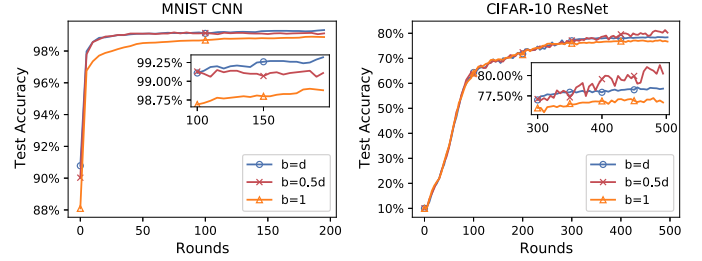 MNIST CNN
98%
96%
94%
92%
90%
88%
Test Accuracy
99.25%
99.00%
98.75%
100
150
b=d
b=0.5d
b=1
0
50
100
150
200
Rounds
CIFAR-10 ResNet
80%
70%
60%
50%
40%
30%
20%
10%
Test Accuracy
80.00%
77.50%
300
400
500
b=d
b=0.5d
b=1
0
100
200
300
400
500
Rounds